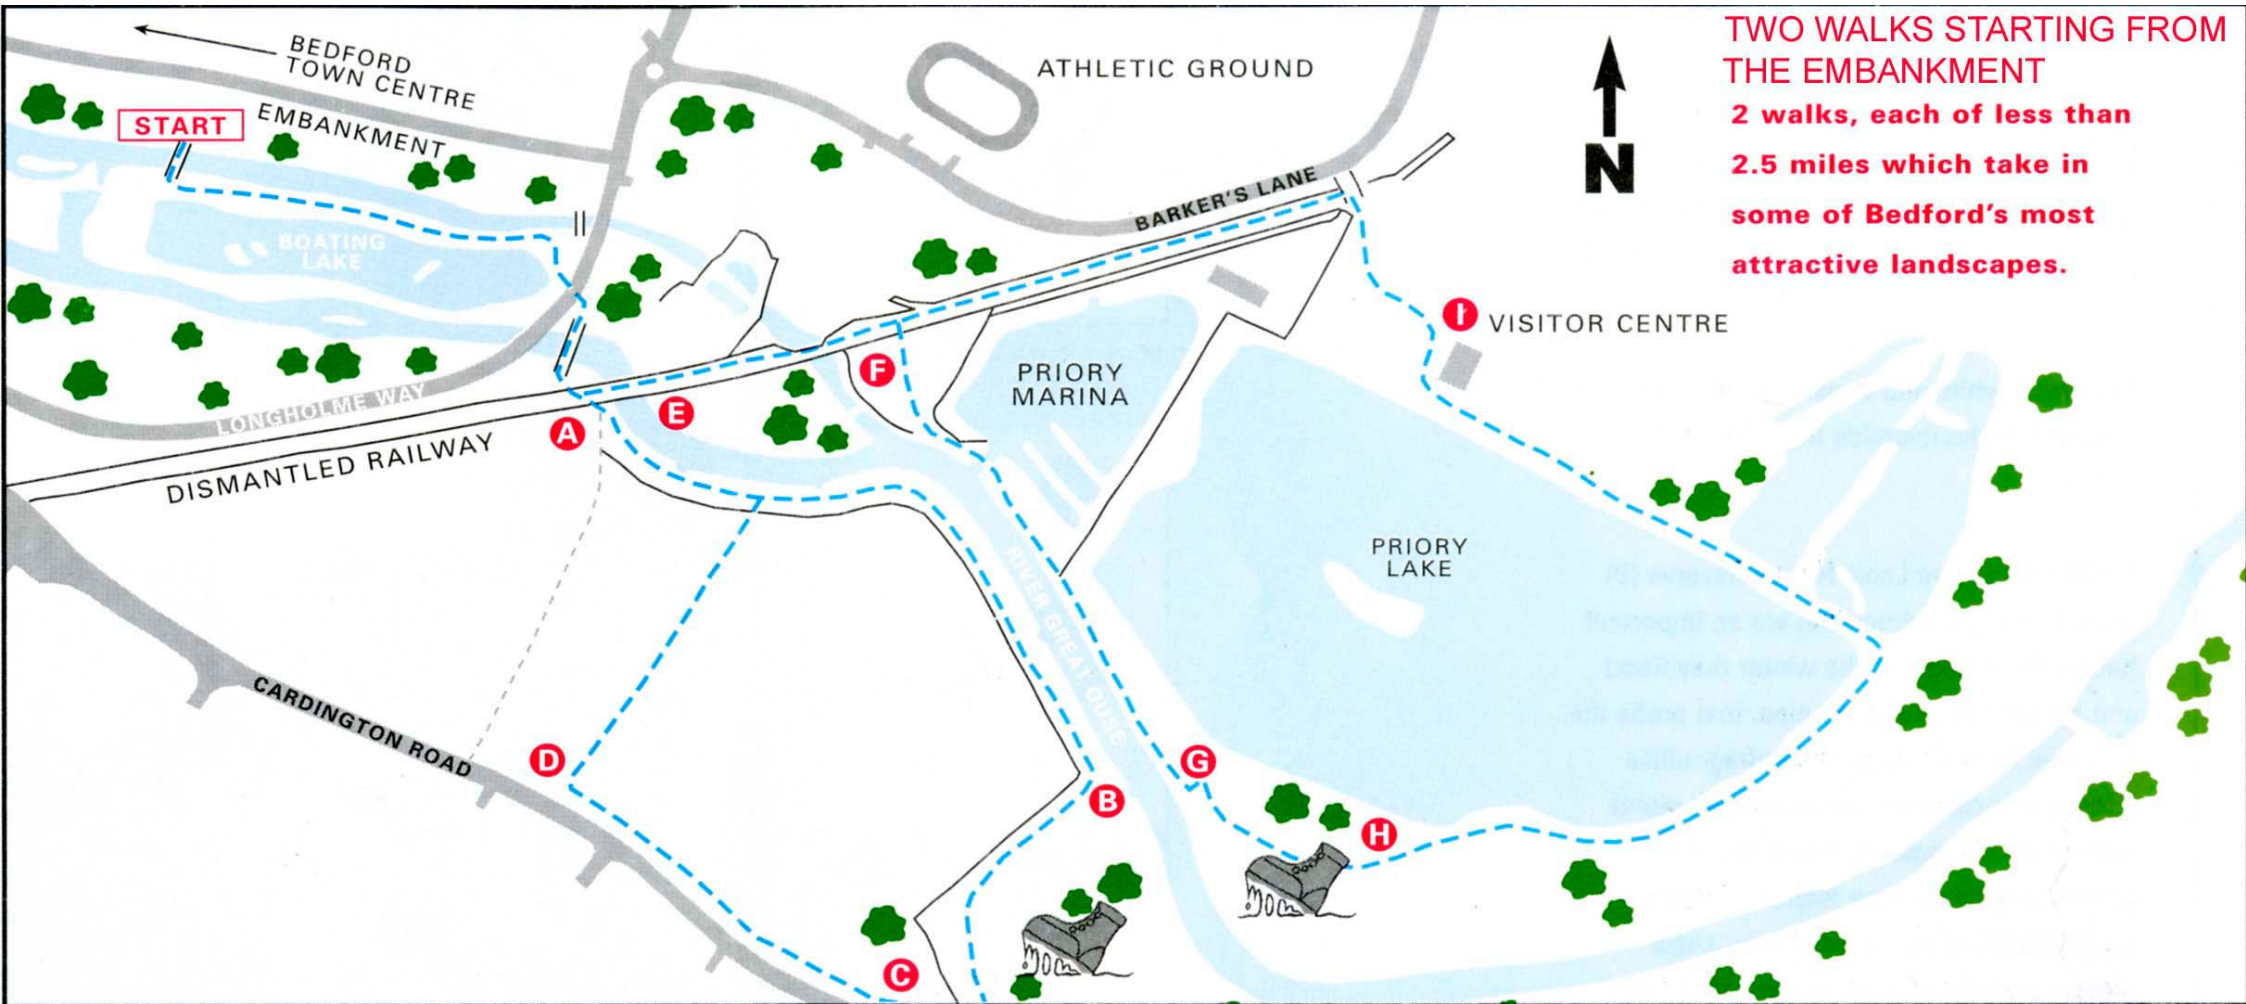 TWO WALKS STARTING FROM
THE EMBANKMENT
2 walks, each of less than
2.5 miles which take in
some of Bedford's most
attractive landscapes.
N
BEDFORD
TOWN CENTRE
EMBANKMENT
START
ATHLETIC GROUND
BARKER'S LANE
BOATING
LAKE
LONGHOLME WAY
DISMANTLED RAILWAY
I VISITOR CENTRE
PRIORY
MARINA
F
E
A
PRIORY
LAKE
RIVER GREAT OUSE
CARDINGTON ROAD
D
G
B
H
C